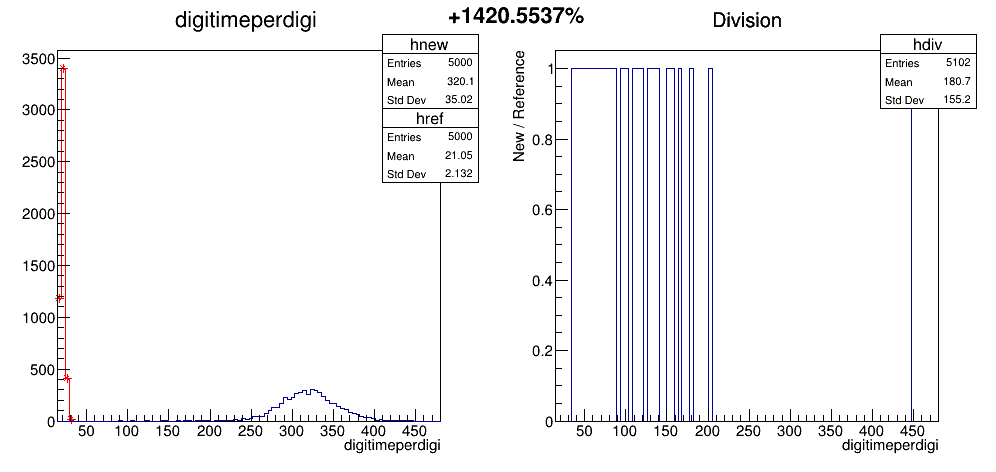 +1420.5537%
digitimeperdigi
hnew
Entries 5000
Mean 320.1
Std Dev 35.02
href
Entries 5000
Mean 21.05
Std Dev 2.132
3500
3000
2500
2000
1500
1000
500
0
50 100 150 200 250 300 350 400 450
digitimeperdigi
Division
hdiv
Entries 5102
Mean 180.7
Std Dev 155.2
New / Reference
1
0.8
0.6
0.4
0.2
0
50 100 150 200 250 300 350 400 450
digitimeperdigi